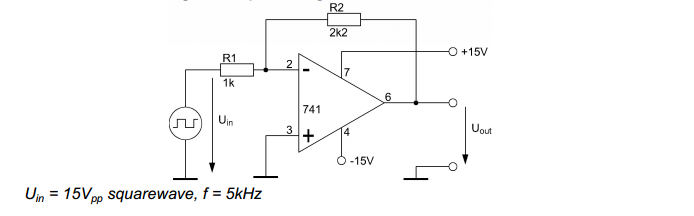 R2
2k2
+15V
R1
1k
2
-
7
6
741
Uin
3
+
4
Uout
-15V
Uin = 15Vpp squarewave, f = 5kHz